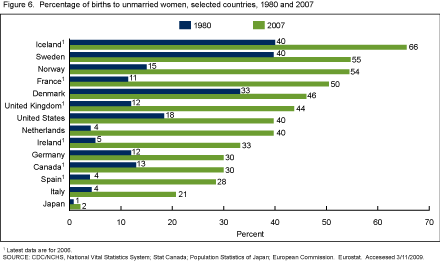 Figure 6.  Percentage of births to unmarried women, selected countries, 1980 and 2007
1980 2007
Iceland¹ 40 66
Sweden 40 55
Norway 15 54
France¹ 11 50
Denmark 33 46
United Kingdom¹ 12 44
United States 18 40
Netherlands 4 40
Ireland¹ 5 33
Germany 12 30
Canada¹ 13 30
Spain¹ 4 28
Italy 4 21
Japan 1 2
0 10 20 30 40 50 60 70
Percent
¹ Latest data are for 2006.
SOURCE: CDC/NCHS, National Vital Statistics System; Stat Canada; Population Statistics of Japan; European Commission. Eurostat. Accesesed 3/11/2009.